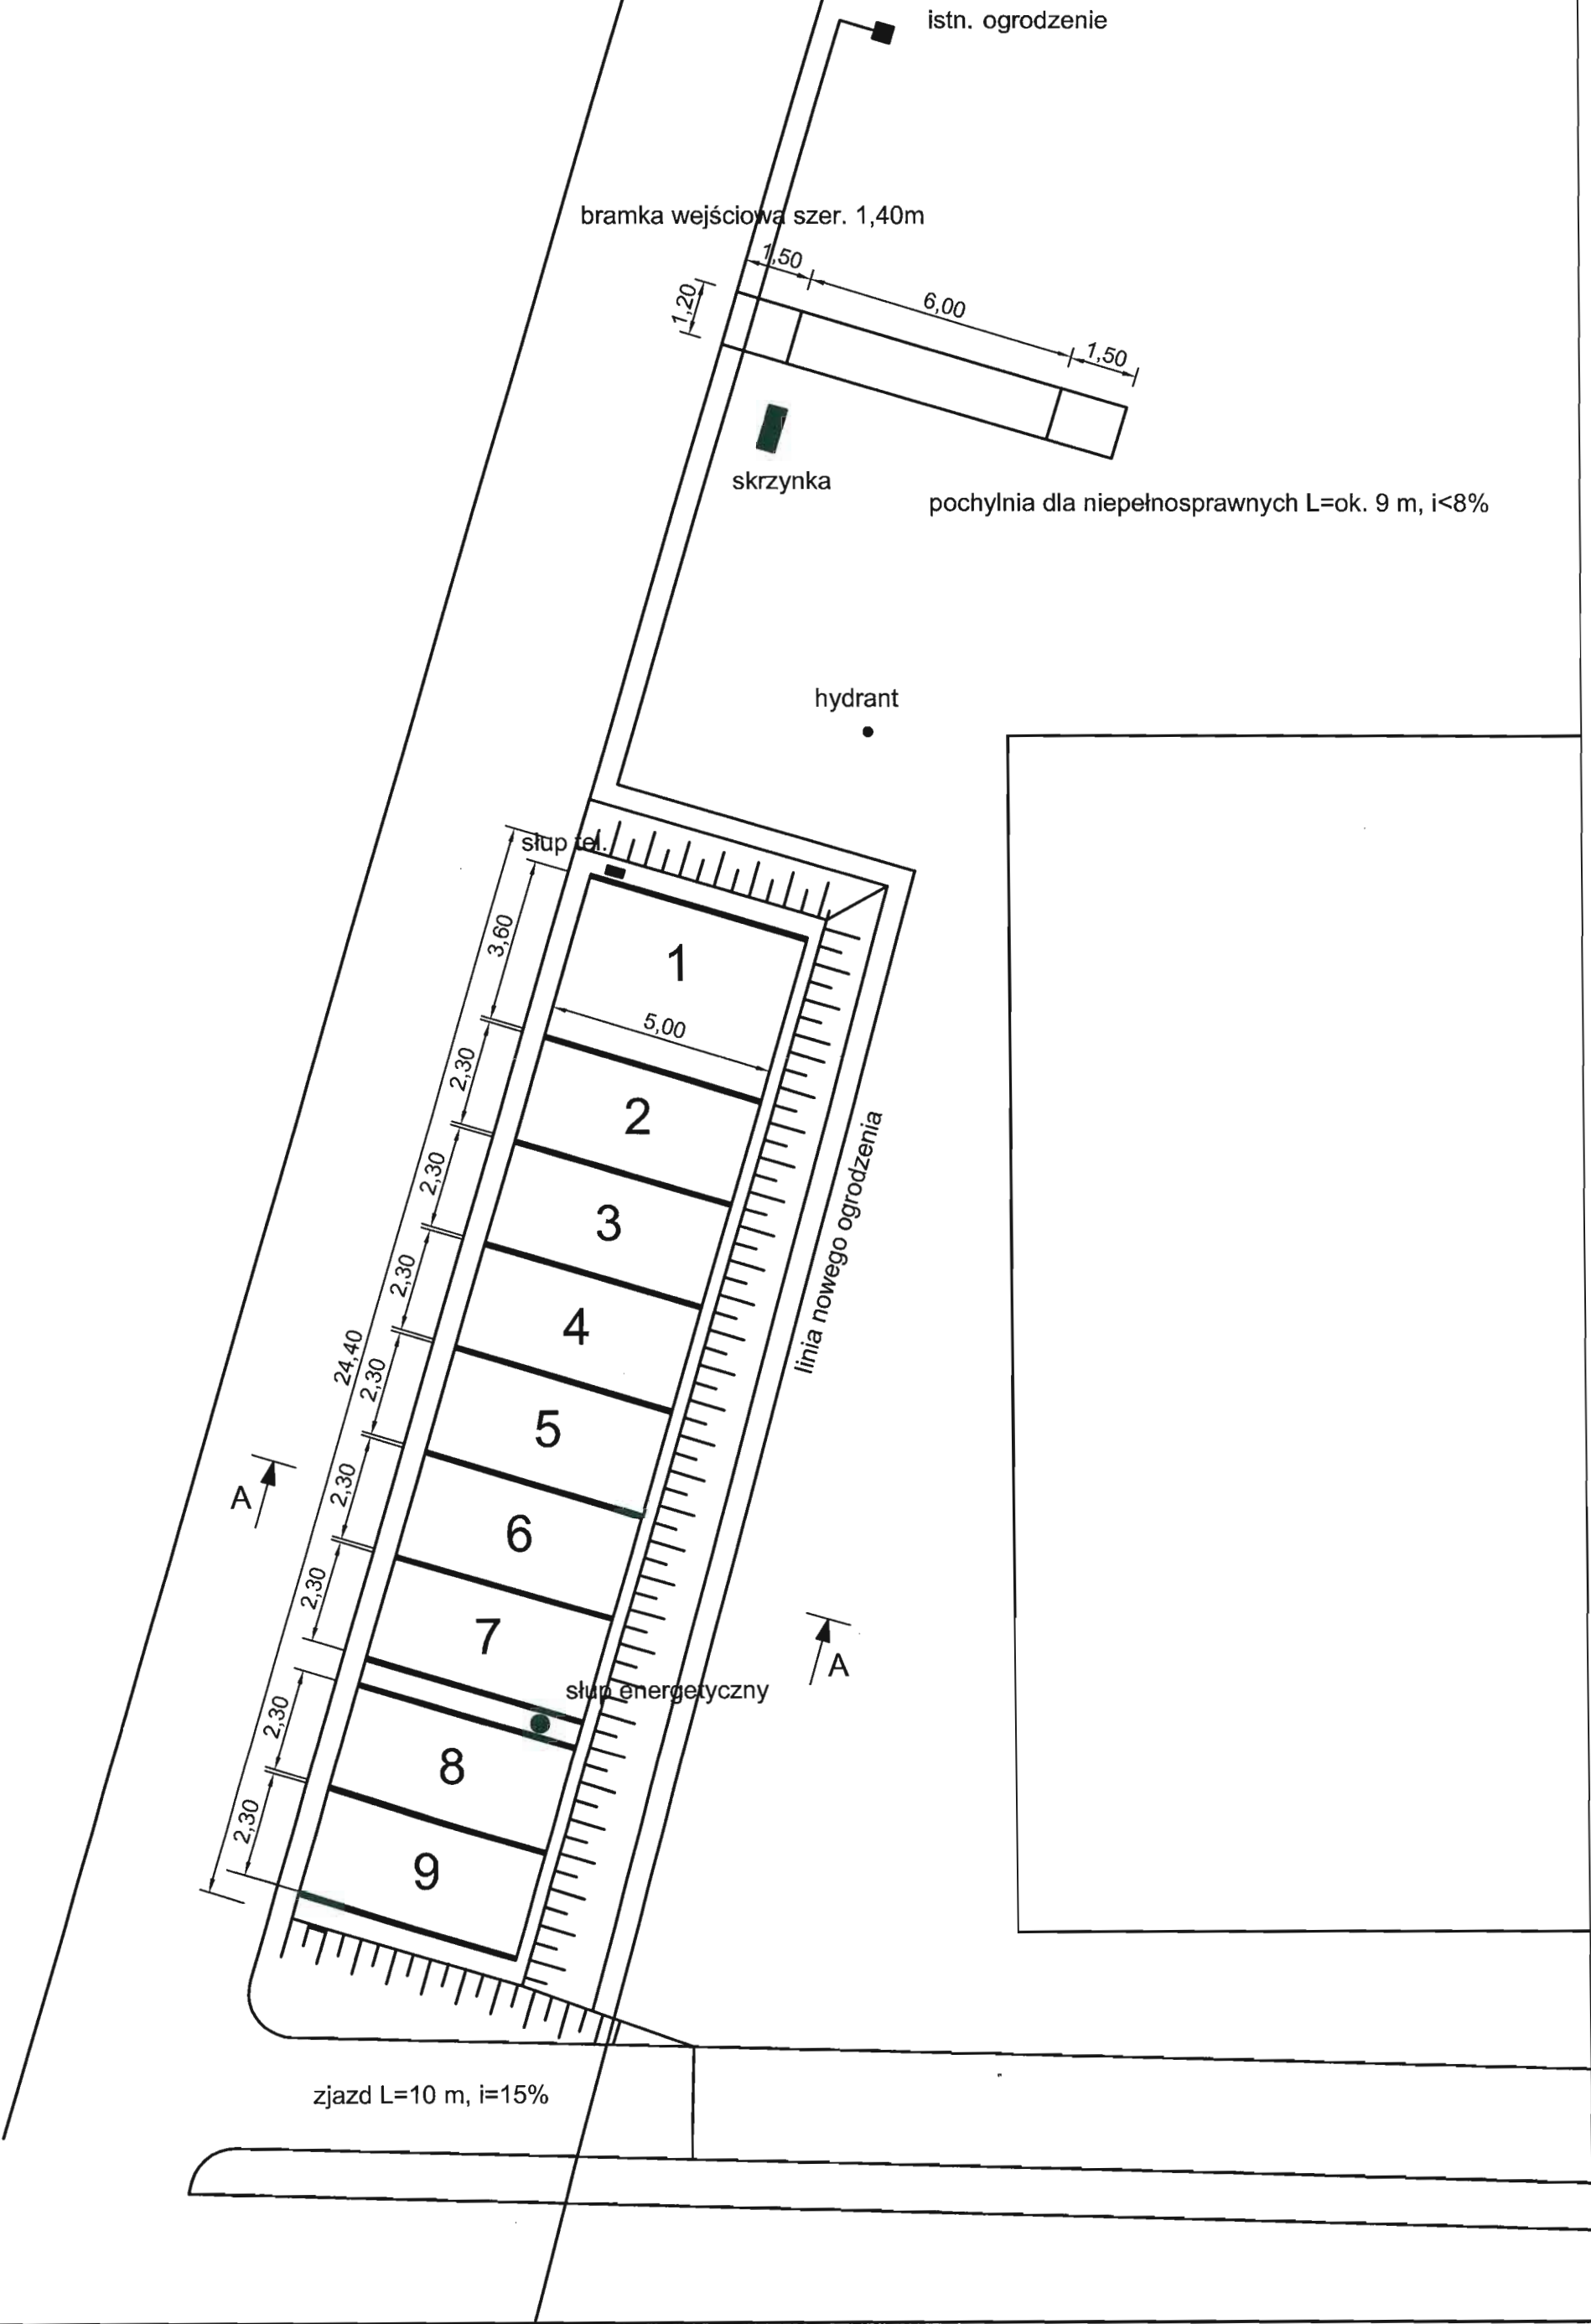 istn. ogrodzenie
bramka wejściowa szer. 1,40m
1,50
6,00
1,50
1,20
skrzynka
pochylnia dla niepełnosprawnych L=ok. 9 m, i<8%
hydrant
słup tel.
3,60
1
5,00
2,30
2
2,30
3
linia nowego ogrodzenia
2,30
4
24,40
2,30
5
A
2,30
6
2,30
7
A
słup energetyczny
2,30
8
2,30
9
zjazd L=10 m, i=15%